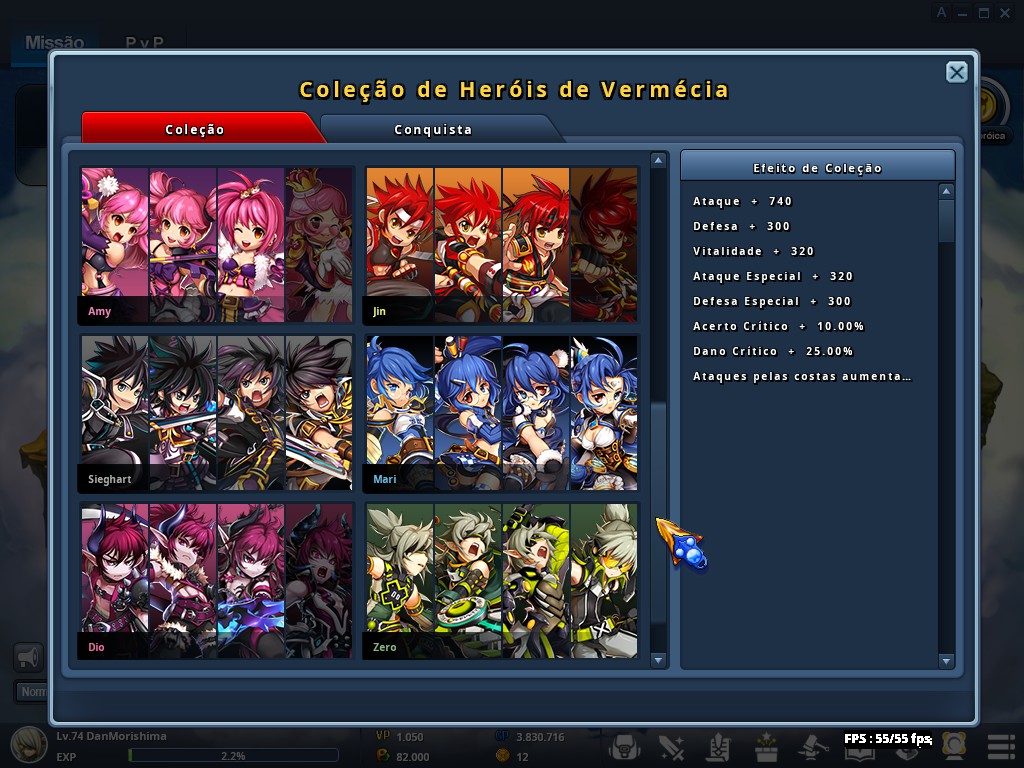 A
Missão
P v P
Coleção de Heróis de Vermécia
Coleção
Conquista
Efeito de Coleção
Ataque + 740
Defesa + 300
Vitalidade + 320
Ataque Especial + 320
Defesa Especial + 300
Acerto Crítico + 10.00%
Dano Crítico + 25.00%
Ataques pelas costas aumenta...
Amy
Jin
Sieghart
Mari
Dio
Zero
Norm
Lv.74 DanMorishima
EXP
2.2%
VP 1.050
82.000
3.830.716
12
FPS : 55/55 fps